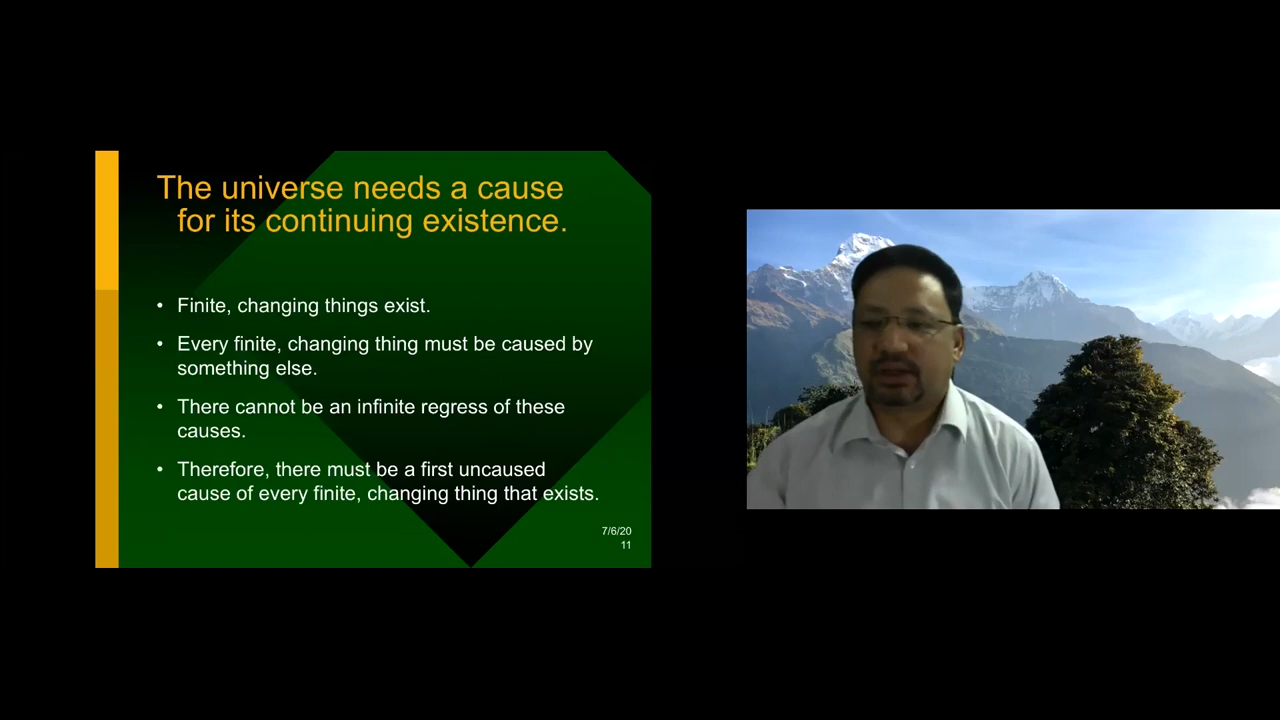 The universe needs a cause
for its continuing existence.
• Finite, changing things exist.
• Every finite, changing thing must be caused by
something else.
• There cannot be an infinite regress of these
causes.
• Therefore, there must be a first uncaused
cause of every finite, changing thing that exists.
7/6/20
11